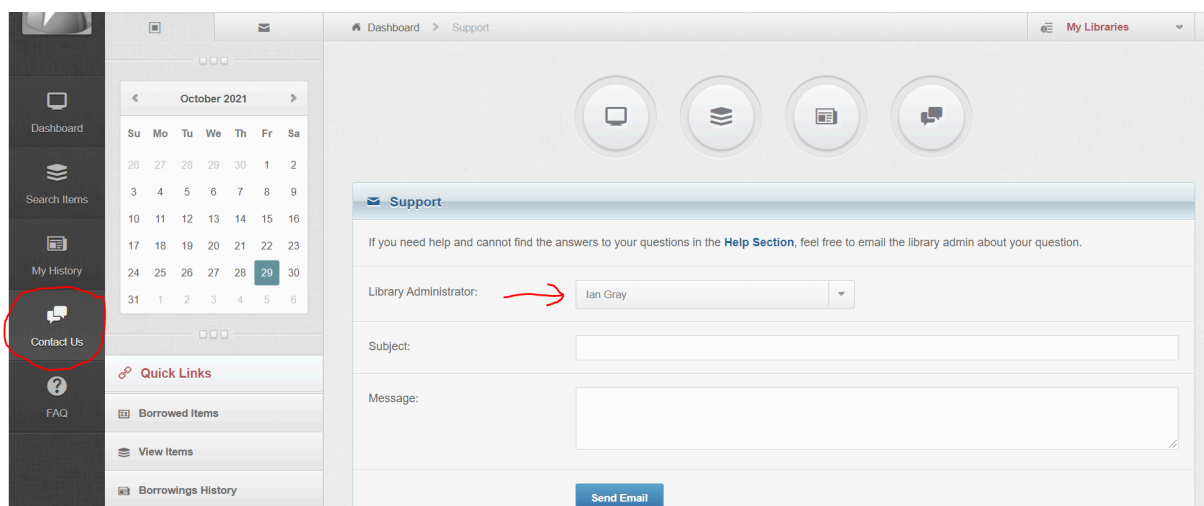 Dashboard
Search Items
My History
Contact Us
FAQ
October 2021
Su Mo Tu We Th Fr Sa
26 27 28 29 30 1 2
3 4 5 6 7 8 9
10 11 12 13 14 15 16
17 18 19 20 21 22 23
24 25 26 27 28 29 30
31 1 2 3 4 5 6
Quick Links
Borrowed Items
View Items
Borrowings History
Dashboard > Support
My Libraries
Support
If you need help and cannot find the answers to your questions in the Help Section, feel free to email the library admin about your question.
Library Administrator: Ian Gray
Subject:
Message:
Send Email